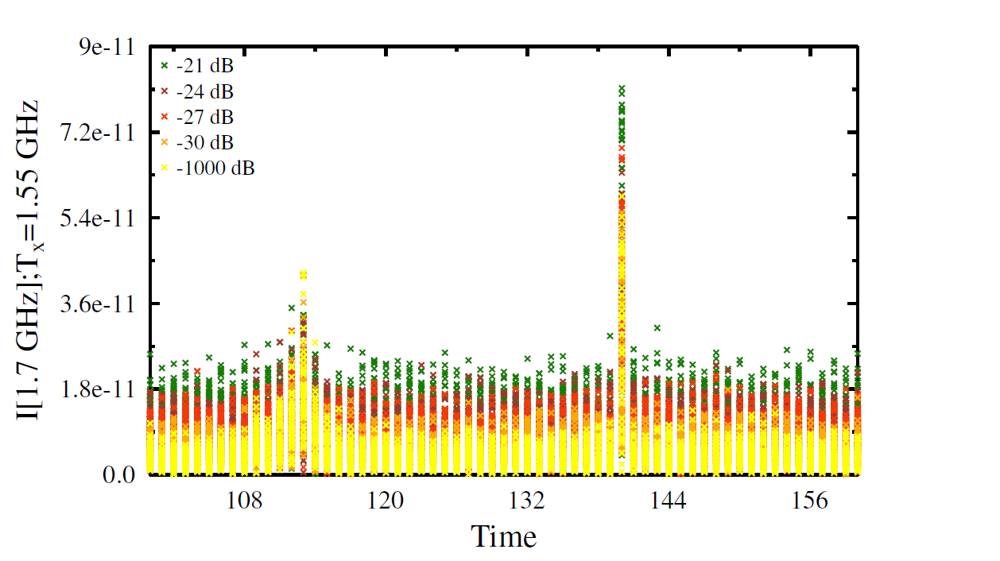 9e-11
7.2e-11
5.4e-11
3.6e-11
1.8e-11
0.0
I[1.7 GHz];Tx=1.55 GHz
-21 dB
-24 dB
-27 dB
-30 dB
-1000 dB
108 120 132 144 156
Time